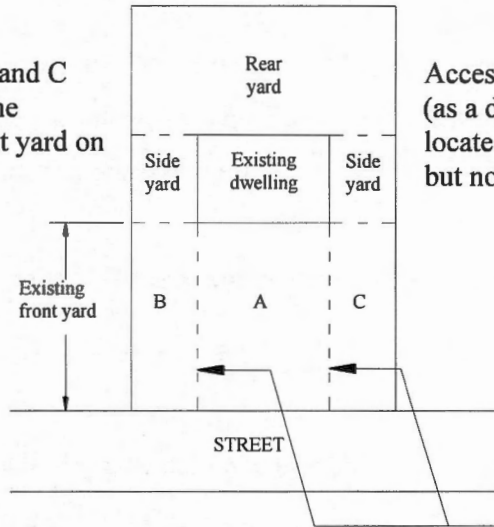 and C
t yard on
Rear
yard
Acces
(as a d
locate
but no
Side
yard
Existing
dwelling
Side
yard
Existing
front yard
B
A
C
STREET